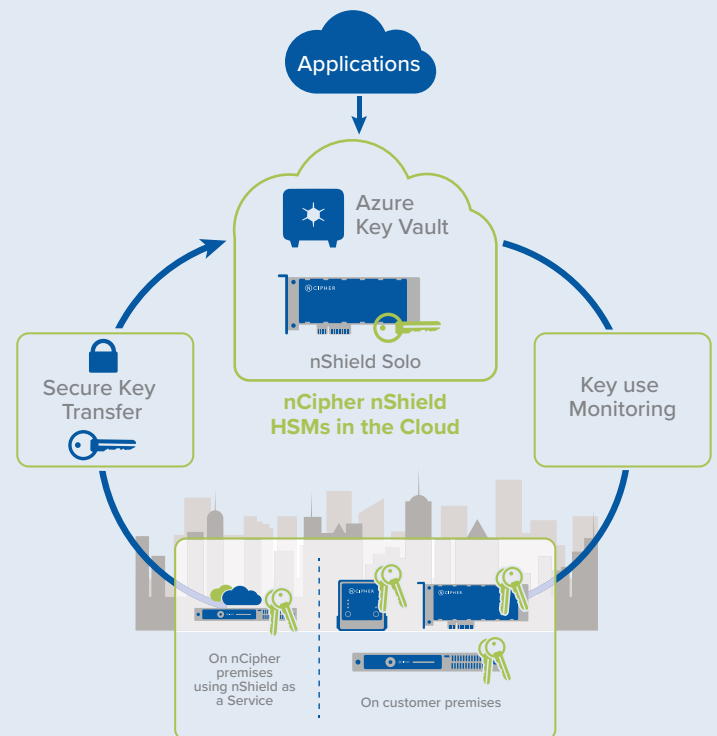 Applications
Azure
Key Vault
NCIPHER
nShield Solo
nCipher nShield
HSMs in the Cloud
Secure Key
Transfer
Key use
Monitoring
NCIPHER
NCIPHER
On nCipher
premises
using nShield as
a Service
On customer premises